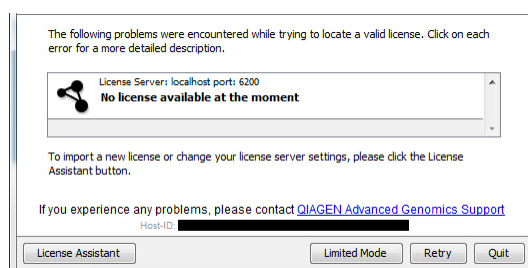 The following problems were encountered while trying to locate a valid license. Click on each
error for a more detailed description.
License Server: localhost port: 6200
No license available at the moment
To import a new license or change your license server settings, please click the License
Assistant button.
If you experience any problems, please contact QIAGEN Advanced Genomics Support
Host-ID:
License Assistant
Limited Mode
Retry
Quit